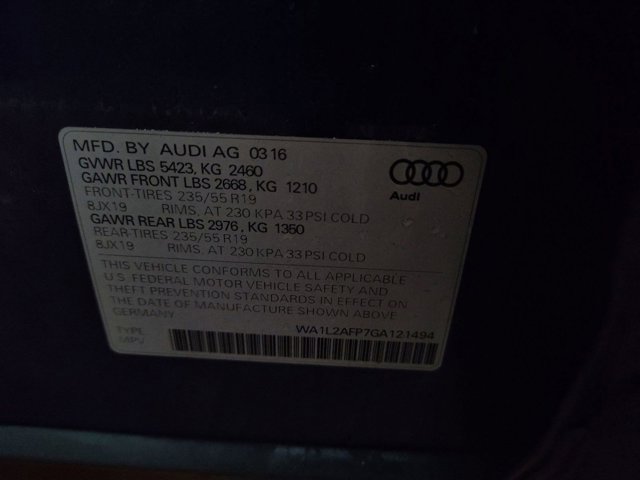 MFD. BY AUDI AG 0316
GVWR LBS 5423, KG 2460
GAWR FRONT LBS 2668, KG 1210
FRONT-TIRES 235/55 R19
8JX19 RIMS, AT 230 KPA 33 PSI COLD
GAWR REAR LBS 2976, KG 1350
REAR-TIRES 235/55 R19
8JX19 RIMS, AT 230 KPA 33 PSI COLD
Audi
THIS VEHICLE CONFORMS TO ALL APPLICABLE
U.S. FEDERAL MOTOR VEHICLE SAFETY AND
THEFT PREVENTION STANDARDS IN EFFECT ON
THE DATE OF MANUFACTURE SHOWN ABOVE
GERMANY
WA1L2AFP7GA121494
TYPE
MPV